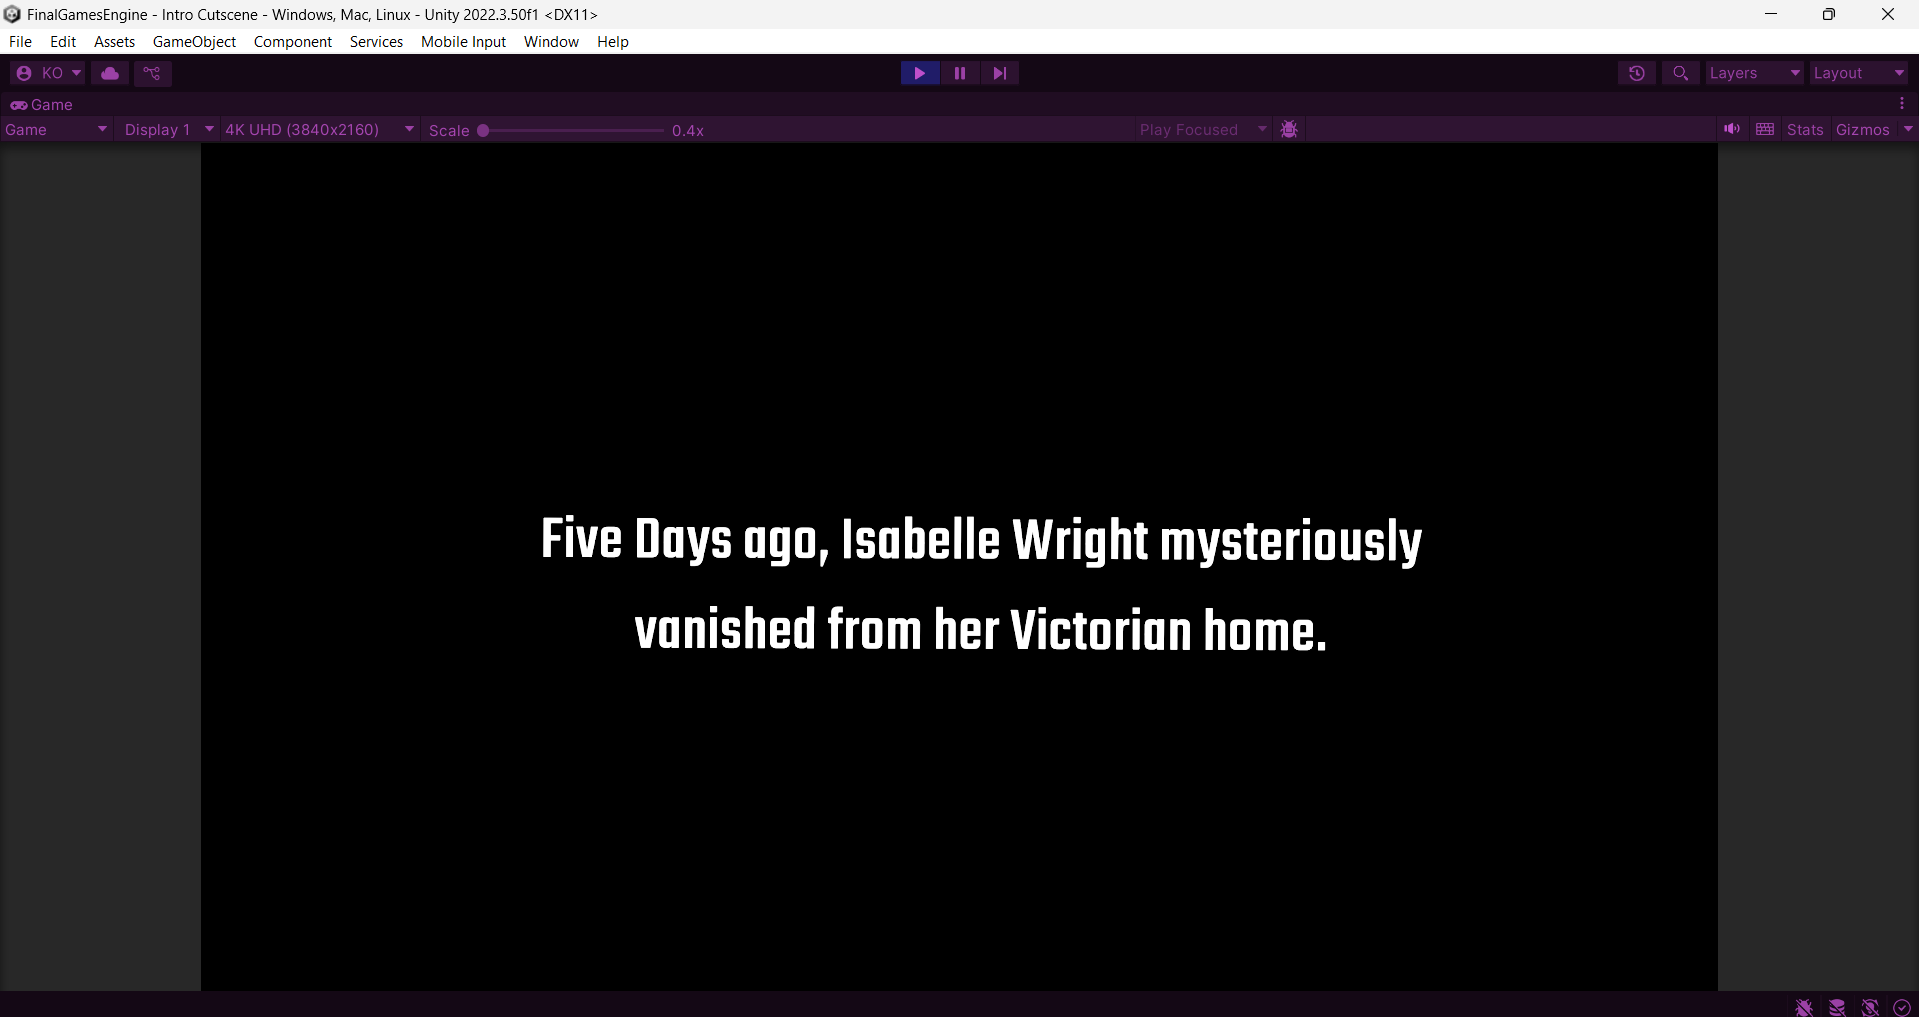 FinalGamesEngine - Intro Cutscene - Windows, Mac, Linux - Unity 2022.3.50f1 <DX11>
File Edit Assets GameObject Component Services Mobile Input Window Help
KO Layers Layout
Game
Game Display 1 4K UHD (3840x2160) Scale 0.4x Play Focused Stats Gizmos
Five Days ago, Isabelle Wright mysteriously
vanished from her Victorian home.